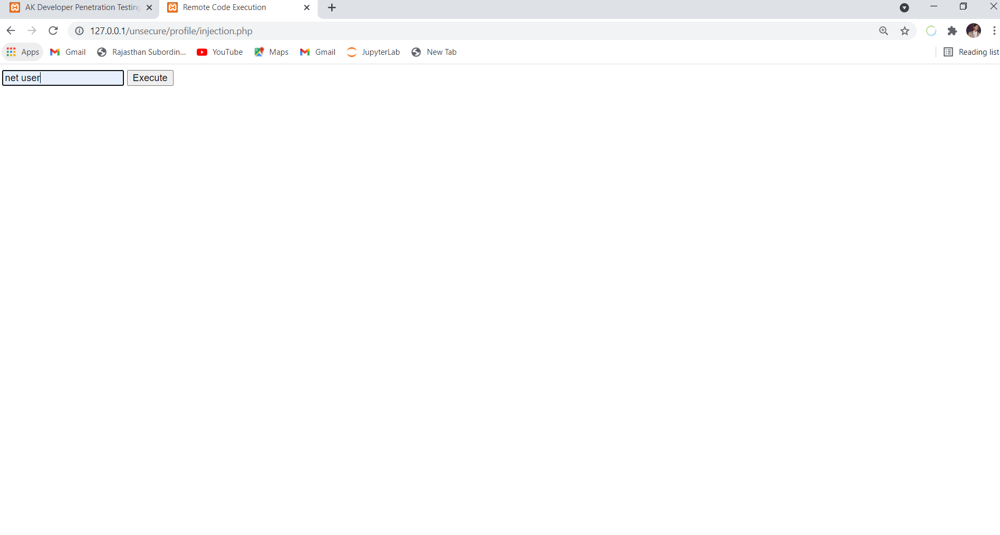 AK Developer Penetration Testing
Remote Code Execution
127.0.0.1/unsecure/profile/injection.php
Apps Gmail Rajasthan Subordin... YouTube Maps Gmail JupyterLab New Tab Reading list
net user Execute